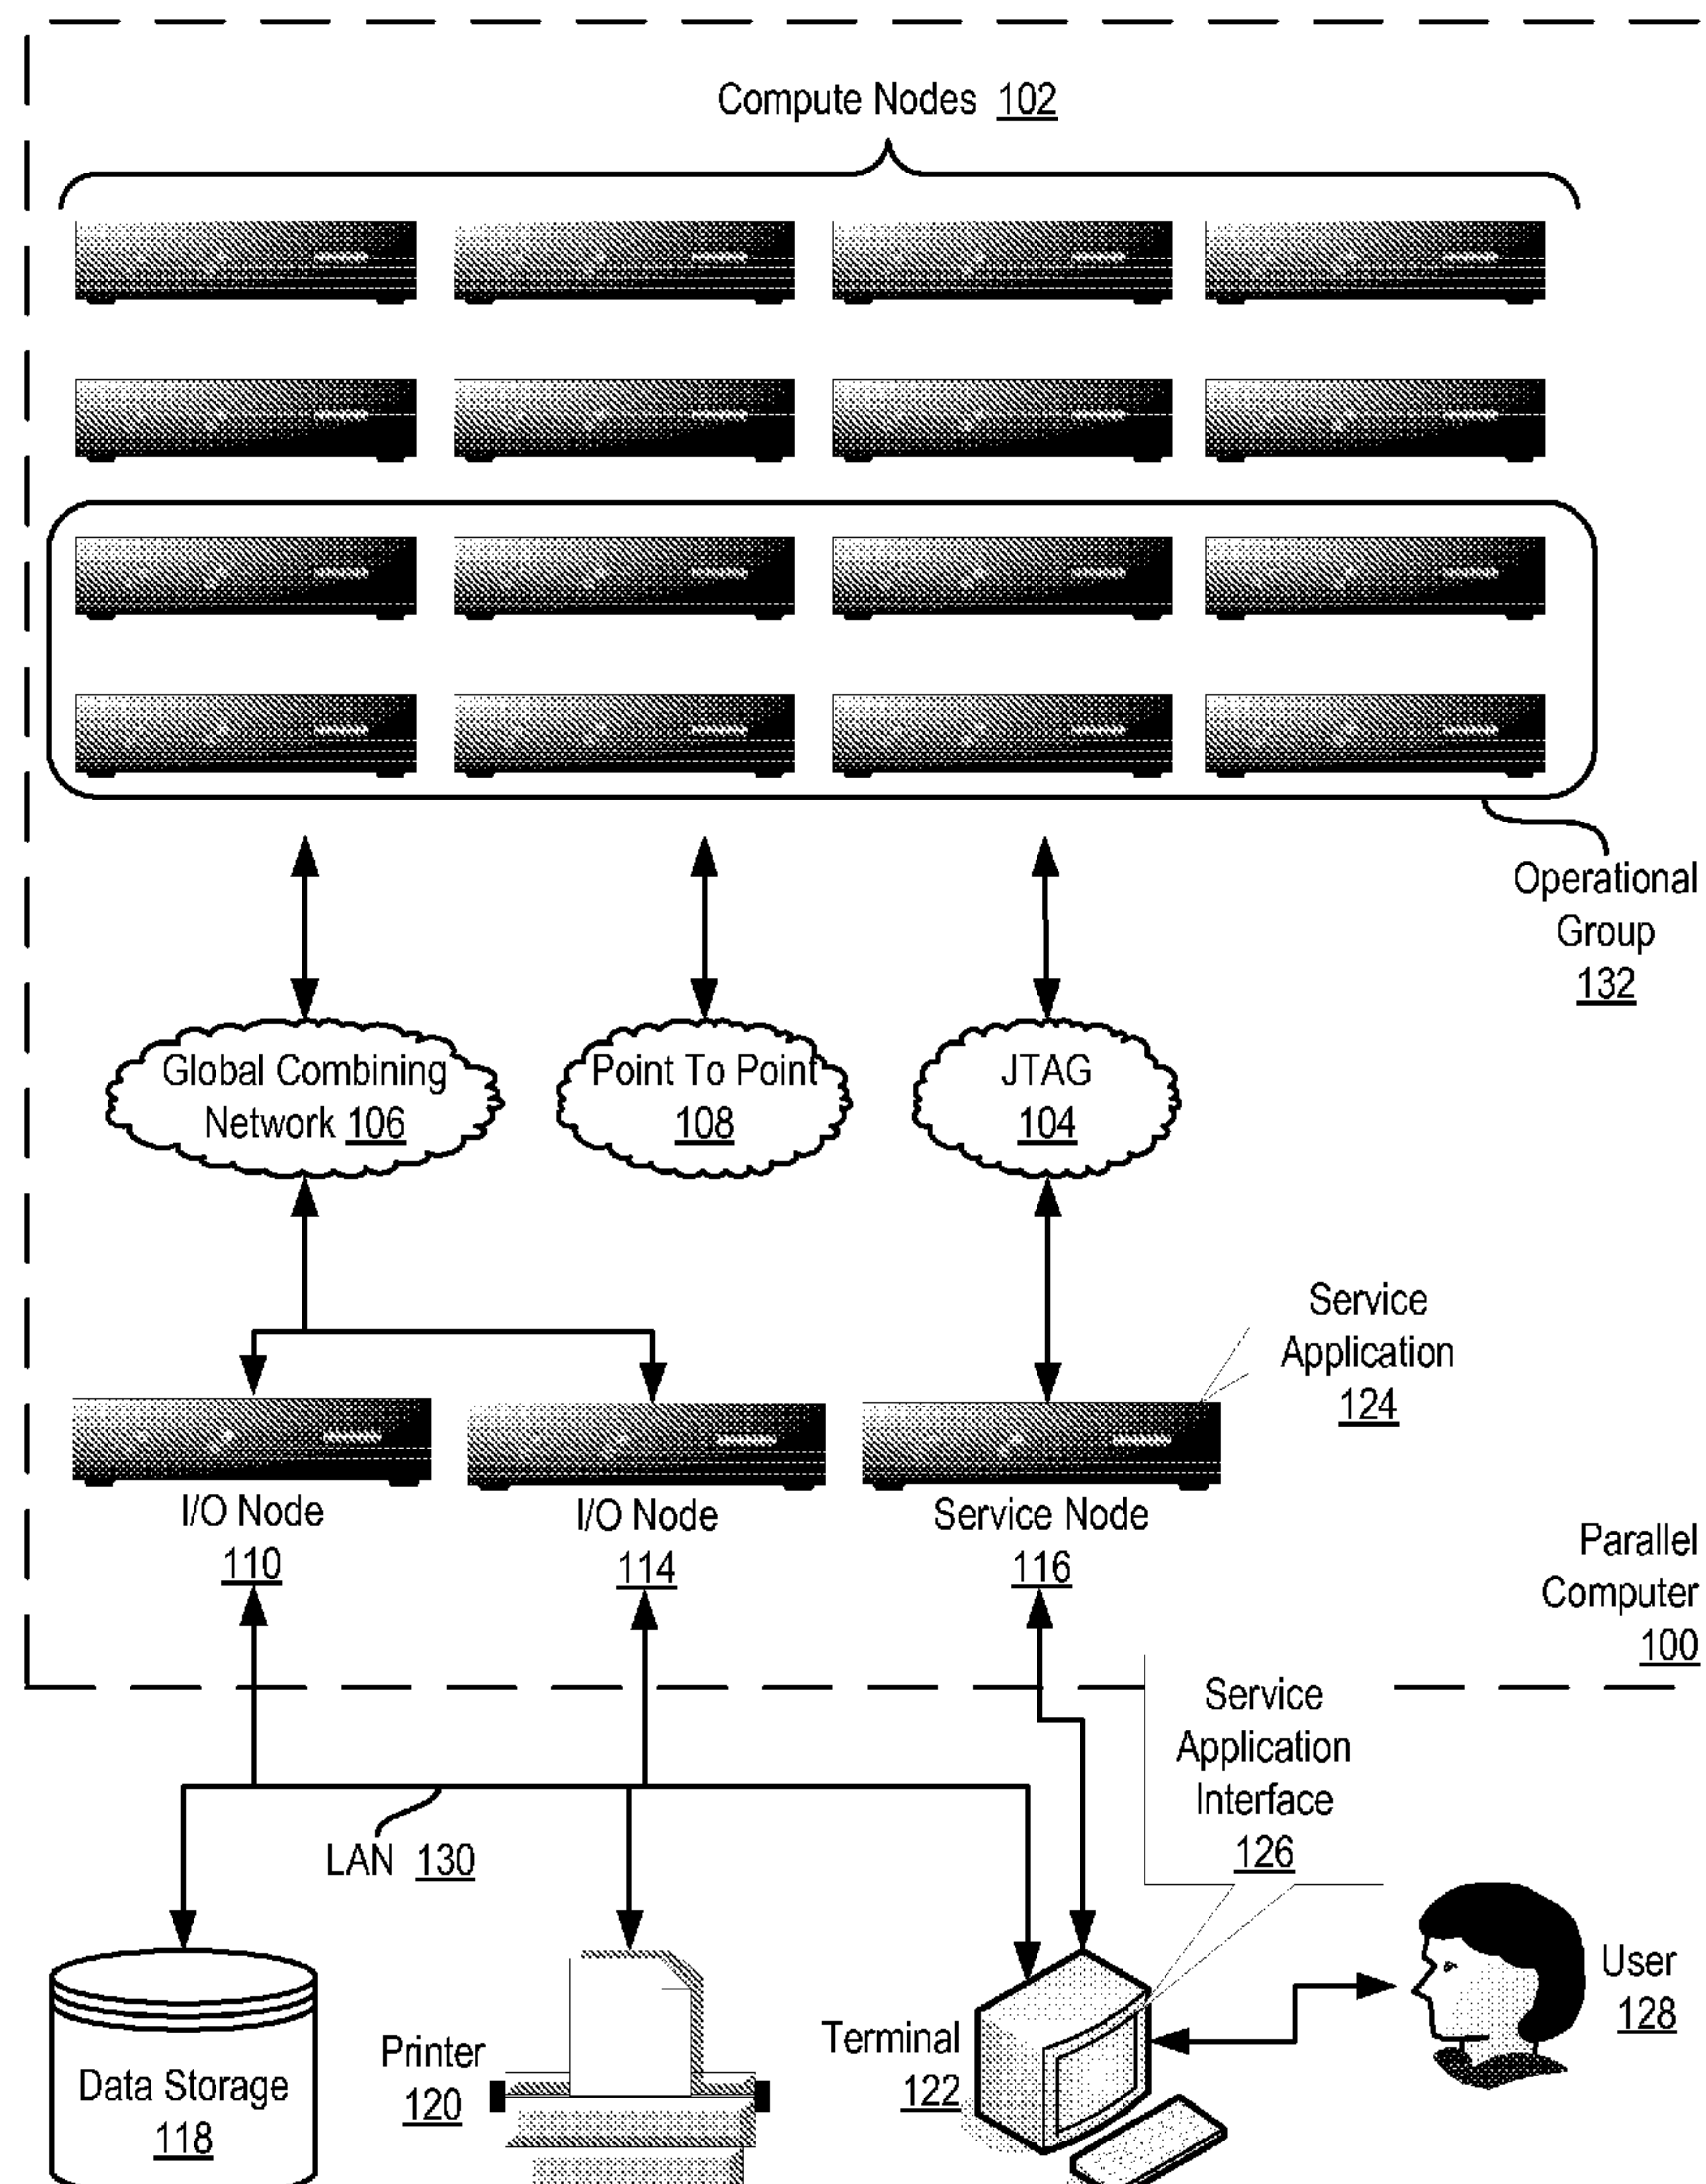 Compute Nodes 102
Operational
Group
132
Global Combining
Network 106
Point To Point
108
JTAG
104
Service
Application
124
I/O Node
110
I/O Node
114
Service Node
116
Parallel
Computer
100
Service
Application
Interface
126
LAN 130
Data Storage
118
Printer
120
Terminal
122
User
128